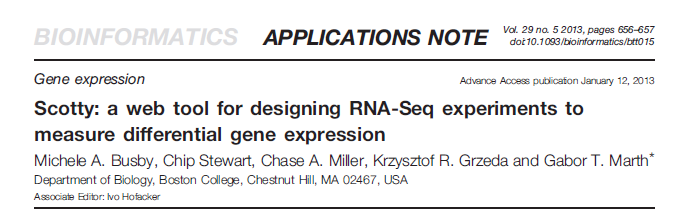 BIOINFORMATICS APPLICATIONS NOTE Vol. 29 no. 5 2013, pages 656–657
doi:10.1093/bioinformatics/btt015
Gene expression Advance Access publication January 12, 2013
Scotty: a web tool for designing RNA-Seq experiments to
measure differential gene expression
Michele A. Busby, Chip Stewart, Chase A. Miller, Krzysztof R. Grzeda and Gabor T. Marth*
Department of Biology, Boston College, Chestnut Hill, MA 02467, USA
Associate Editor: Ivo Hofacker